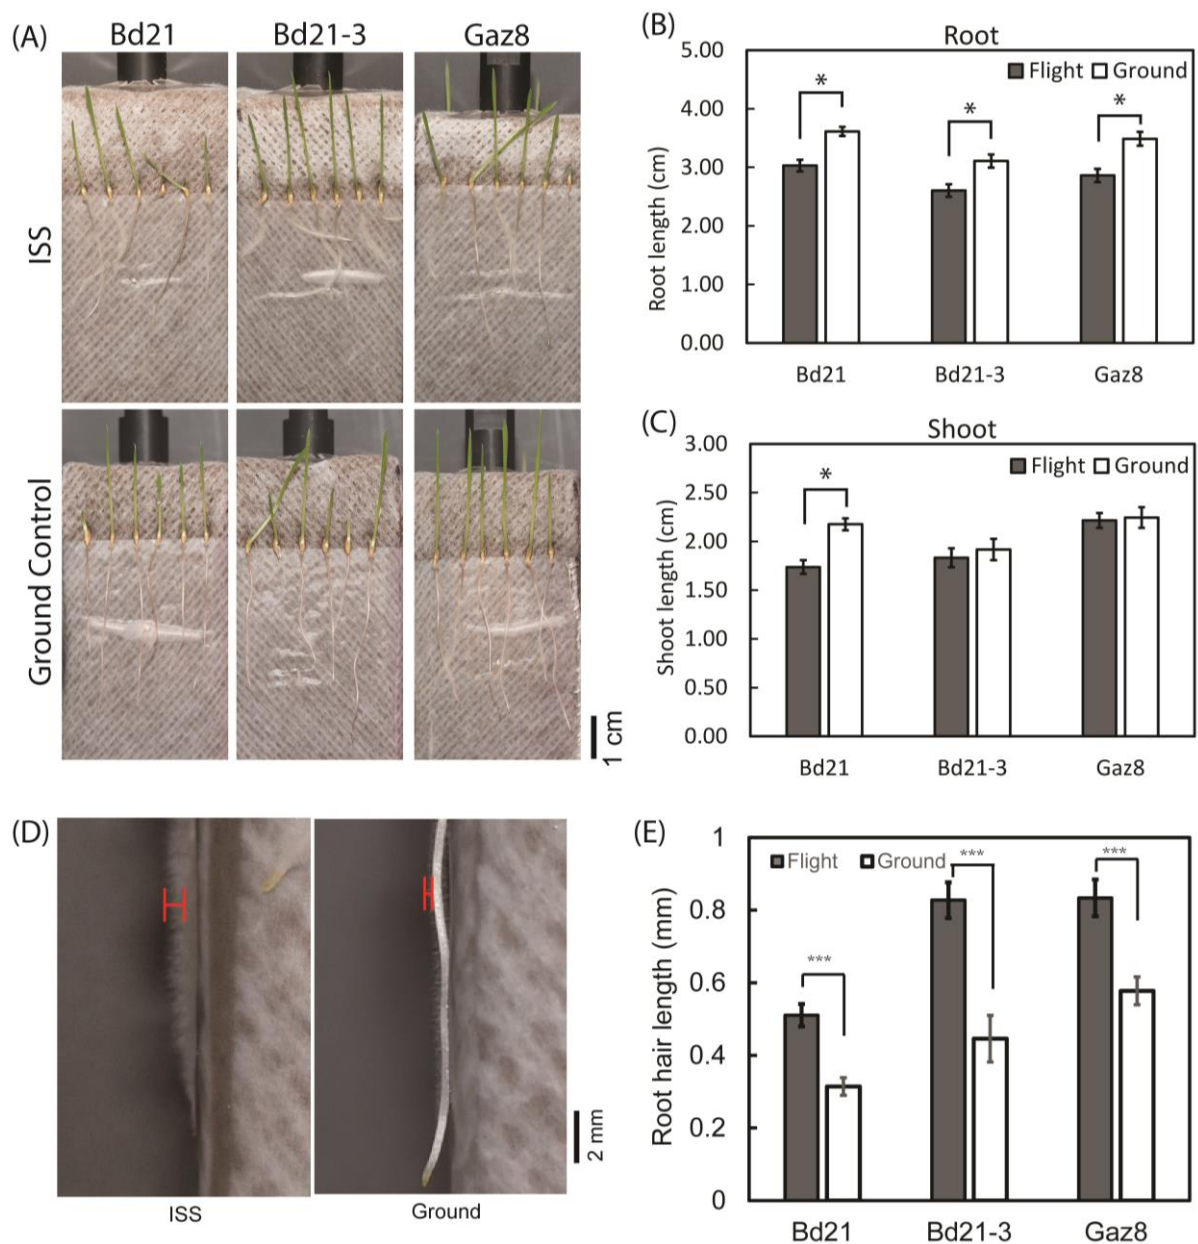 (A)
Bd21
Bd21-3
Gaz8
ISS
Ground Control
1 cm
(B)
Root
Flight
Ground
Root length (cm)
5.00
4.00
3.00
2.00
1.00
0.00
*
*
*
Bd21
Bd21-3
Gaz8
(C)
Shoot
Flight
Ground
Shoot length (cm)
3.00
2.50
2.00
1.50
1.00
0.50
0.00
*
Bd21
Bd21-3
Gaz8
(D)
ISS
Ground
2 mm
(E)
Flight
Ground
Root hair length (mm)
1
0.8
0.6
0.4
0.2
0
***
***
***
Bd21
Bd21-3
Gaz8